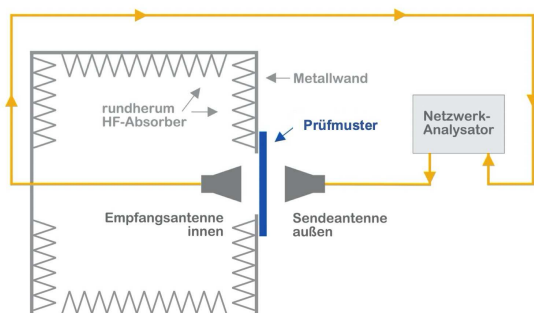 Metallwand
rundherum
HF-Absorber
Prüfmuster
Netzwerk-
Analysator
Empfangsantenne
innen
Sendeantenne
außen